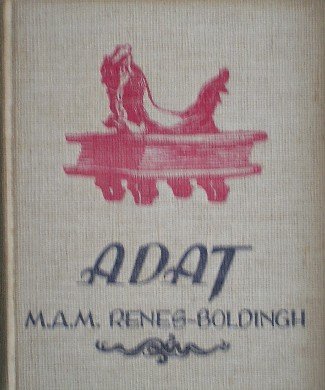 ADAT
M.A.M. RENES-BOLDINGH